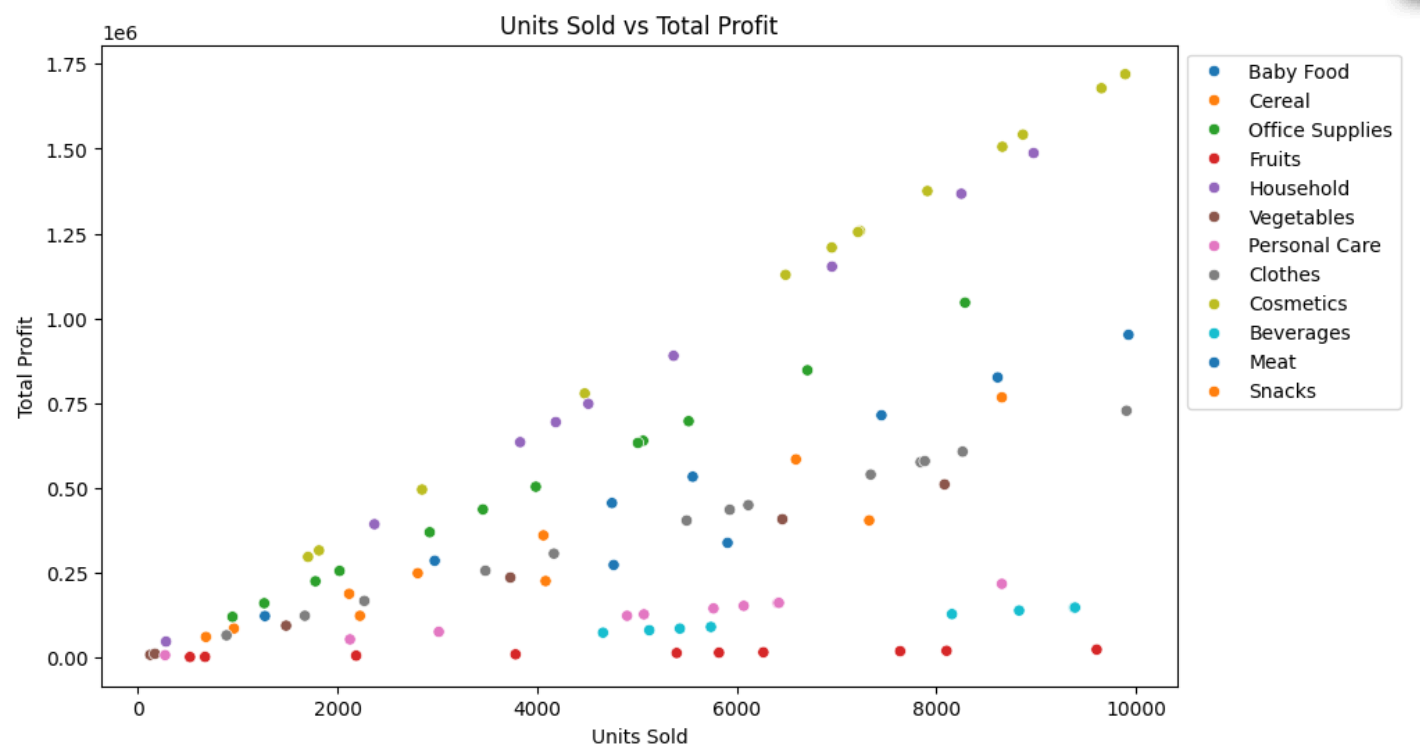 Units Sold vs Total Profit
1e6
1.75
1.50
1.25
1.00
0.75
0.50
0.25
0.00
Total Profit
0 2000 4000 6000 8000 10000
Units Sold
Baby Food
Cereal
Office Supplies
Fruits
Household
Vegetables
Personal Care
Clothes
Cosmetics
Beverages
Meat
Snacks